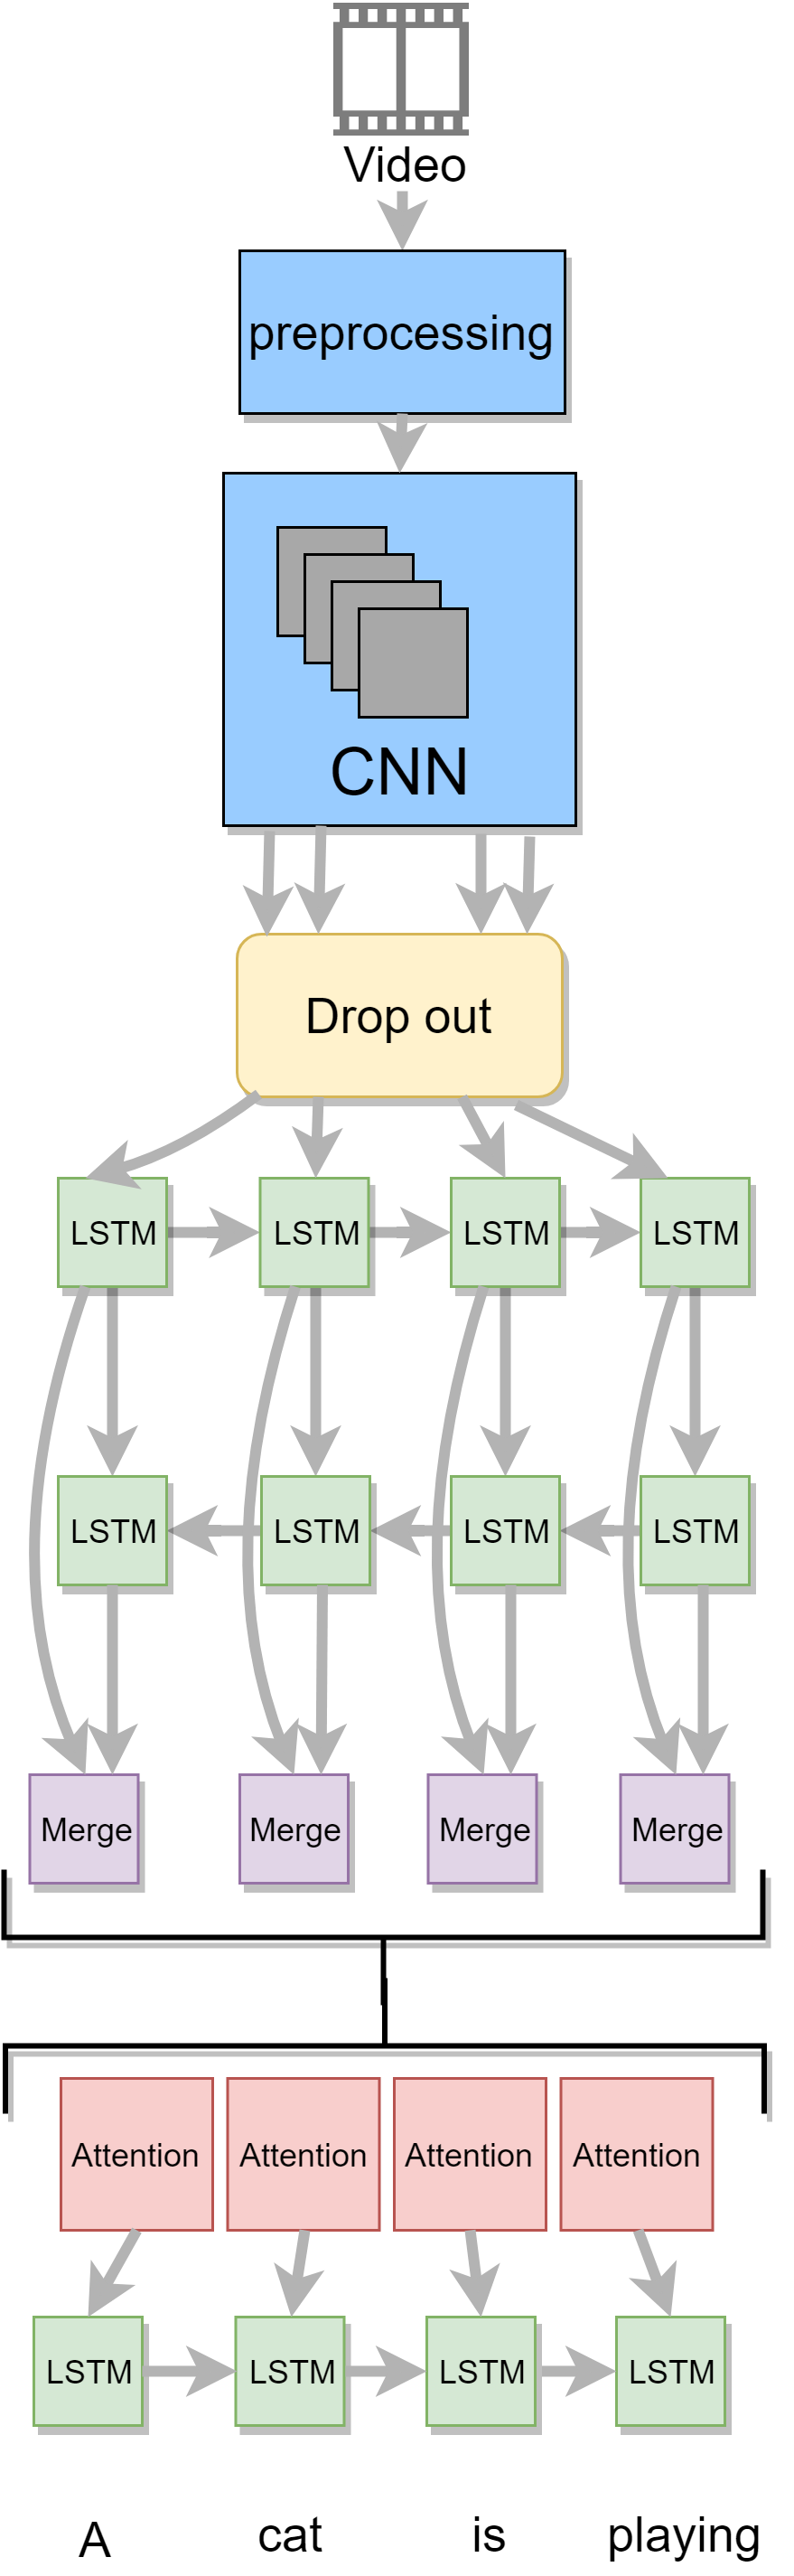 Video
preprocessing
CNN
Drop out
LSTM LSTM LSTM LSTM
LSTM LSTM LSTM LSTM
Merge Merge Merge Merge
Attention Attention Attention Attention
LSTM LSTM LSTM LSTM
A cat is playing